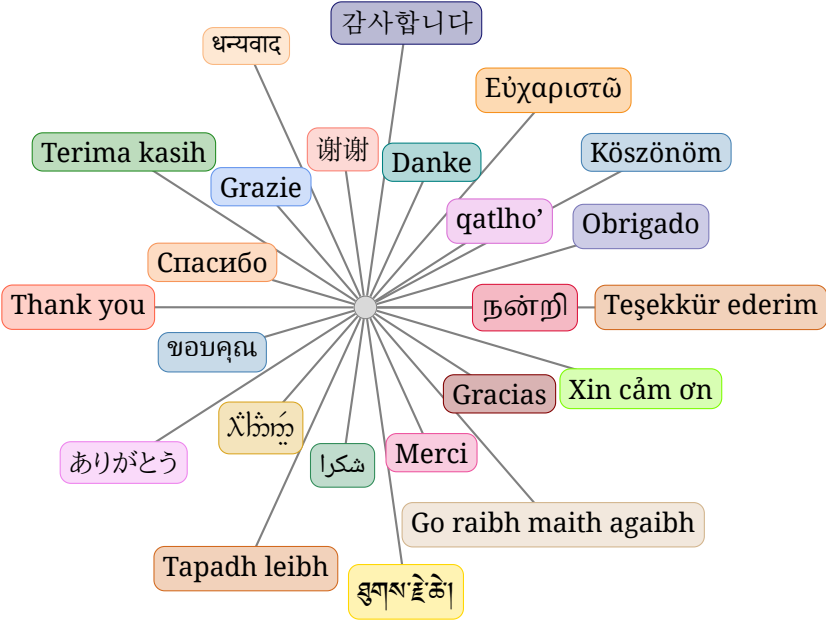 감사합니다
धन्यवाद
Εὐχαριστῶ
谢谢
Terima kasih
Danke
Köszönöm
Grazie
qatlho’
Obrigado
Спасибо
Thank you
நன்றி
Teşekkür ederim
ขอบคุณ
Xin cảm ơn
Gracias
ありがとう
شكرا
Merci
Go raibh maith agaibh
Tapadh leibh
ཐུགས་རྗེ་ཆེ།